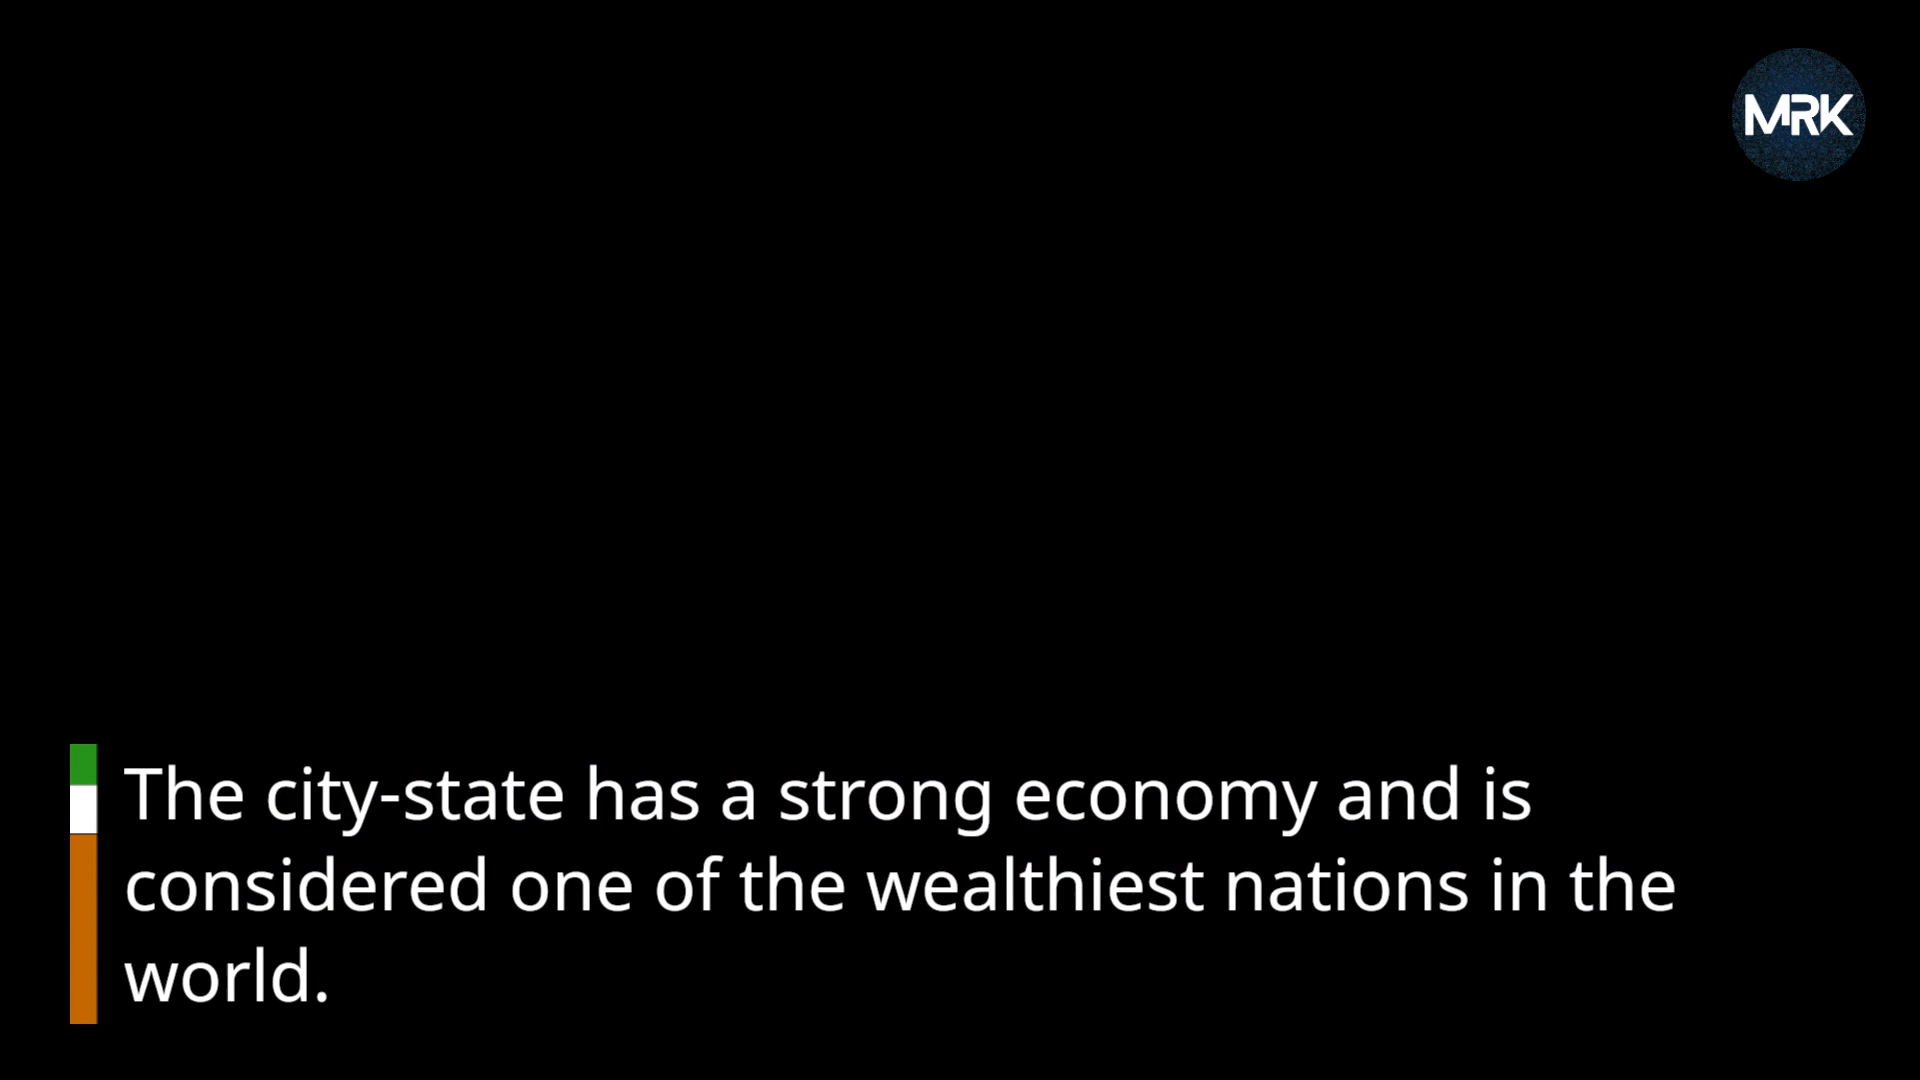 MRK
The city-state has a strong economy and is
considered one of the wealthiest nations in the
world.